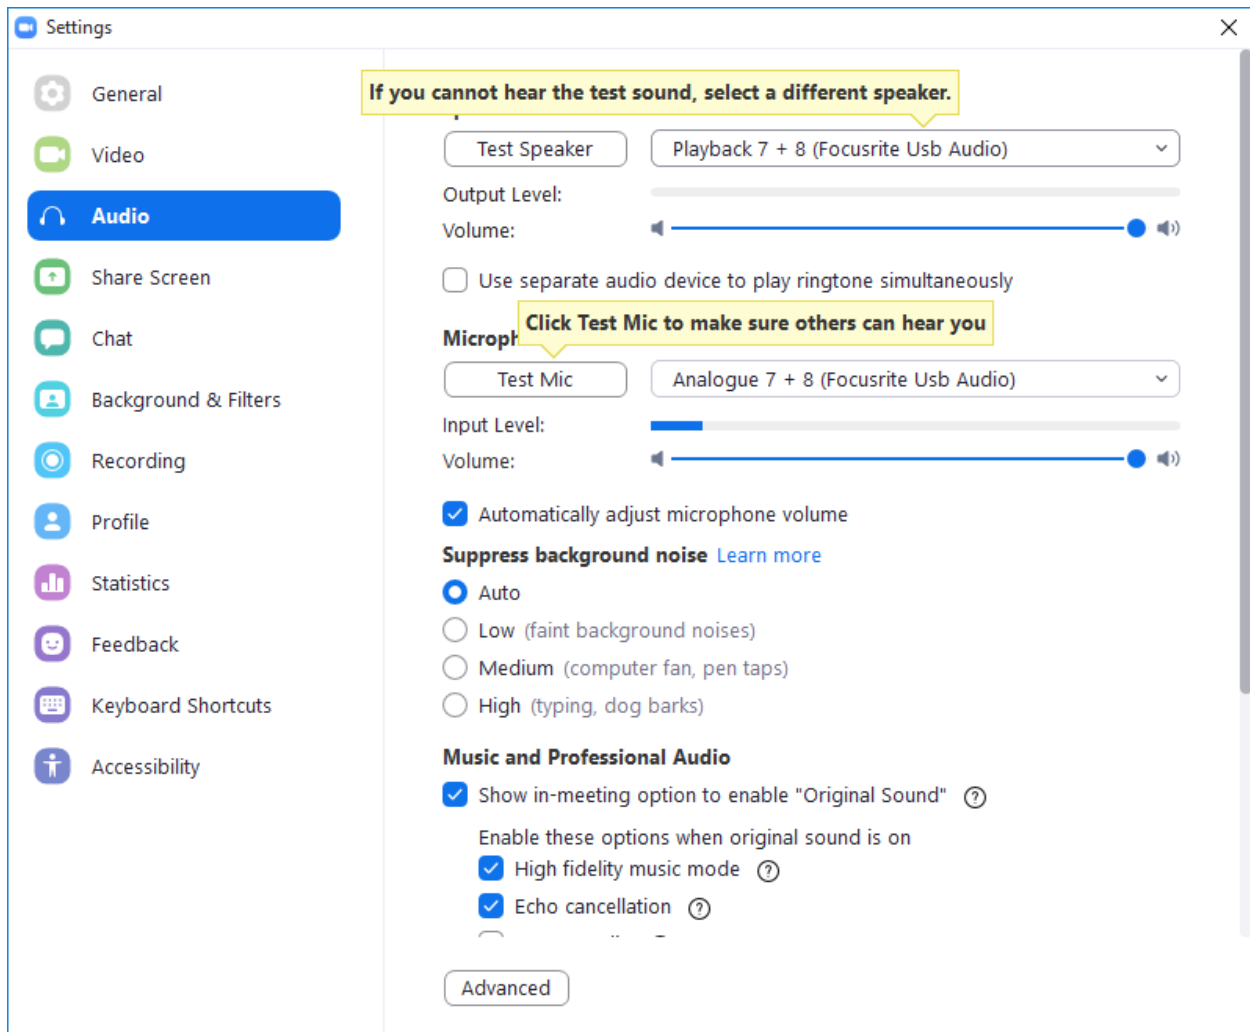 Settings
General
If you cannot hear the test sound, select a different speaker.
Video
Test Speaker
Playback 7 + 8 (Focusrite Usb Audio)
Output Level:
Audio
Volume:
Share Screen
Use separate audio device to play ringtone simultaneously
Click Test Mic to make sure others can hear you
Chat
Test Mic
Analogue 7 + 8 (Focusrite Usb Audio)
Background & Filters
Input Level:
Recording
Volume:
Profile
Automatically adjust microphone volume
Suppress background noise Learn more
Statistics
Auto
Low (faint background noises)
Feedback
Medium (computer fan, pen taps)
Keyboard Shortcuts
High (typing, dog barks)
Accessibility
Music and Professional Audio
Show in-meeting option to enable "Original Sound"
Enable these options when original sound is on
High fidelity music mode
Echo cancellation
Advanced